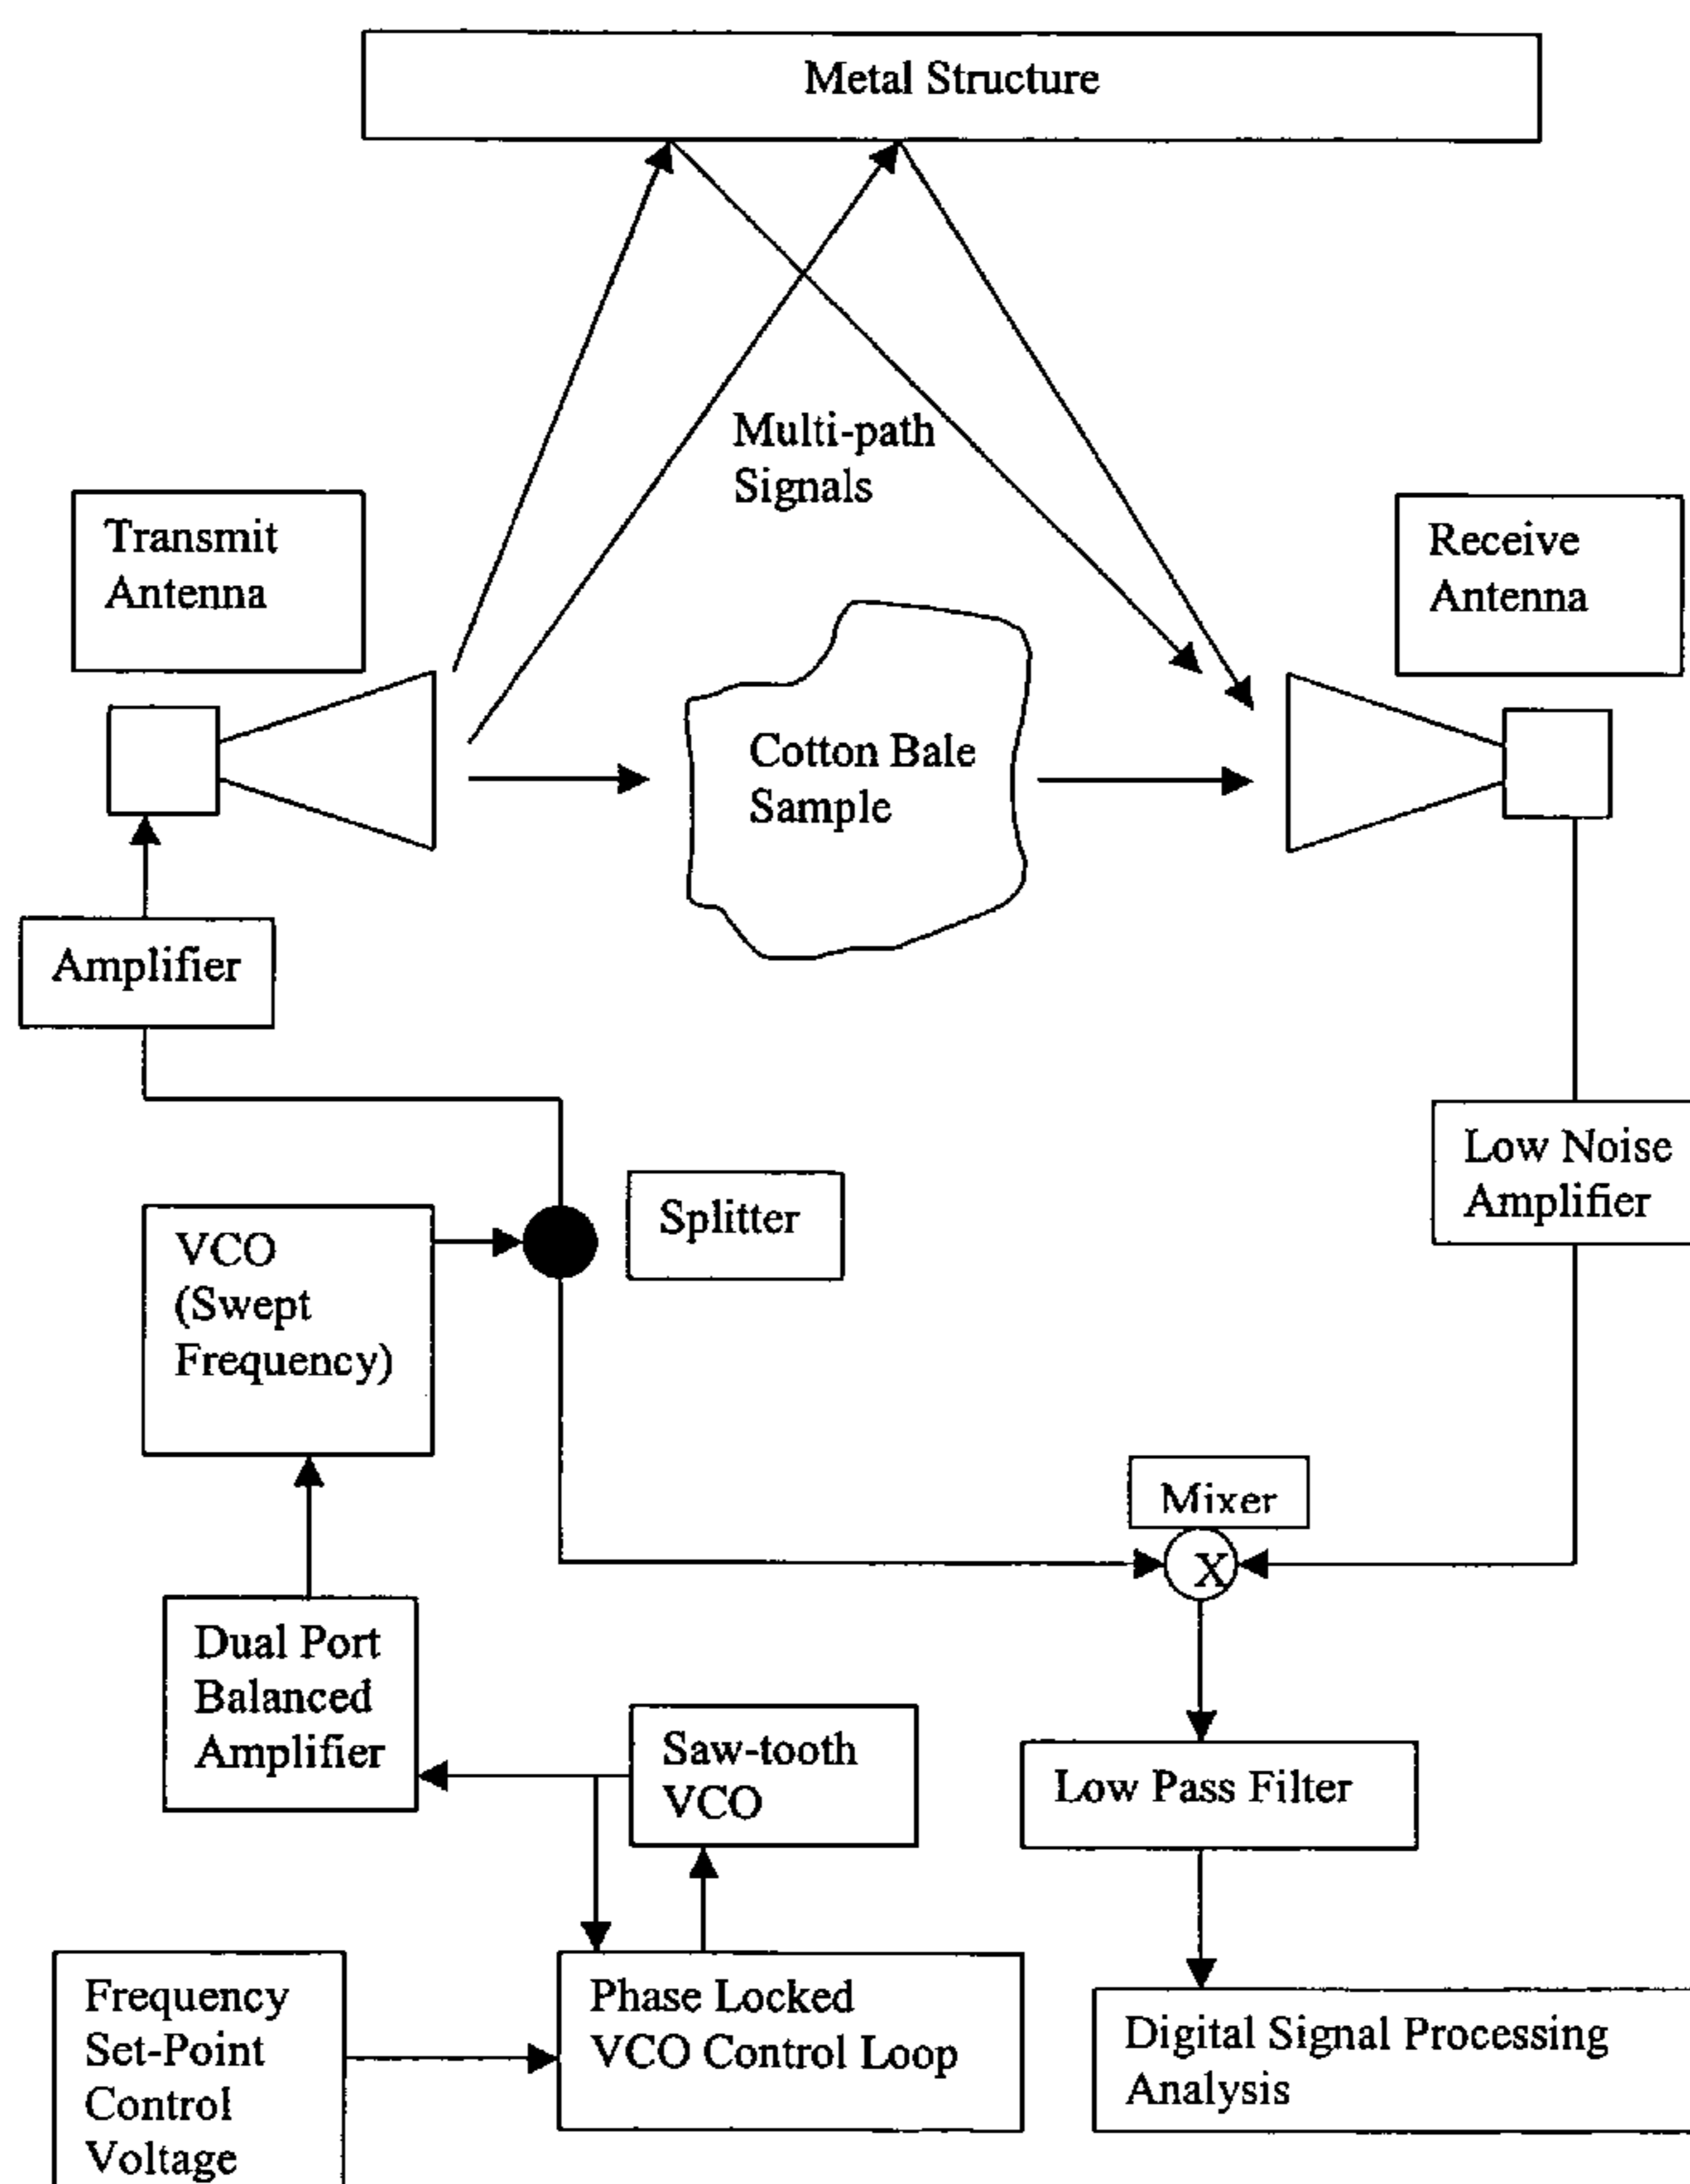 Metal Structure
Multi-path
Signals
Transmit
Antenna
Receive
Antenna
Cotton Bale
Sample
Amplifier
Low Noise
Amplifier
Splitter
VCO
(Swept
Frequency)
Mixer
X
Dual Port
Balanced
Amplifier
Saw-tooth
VCO
Low Pass Filter
Frequency
Set-Point
Control
Voltage
Phase Locked
VCO Control Loop
Digital Signal Processing
Analysis